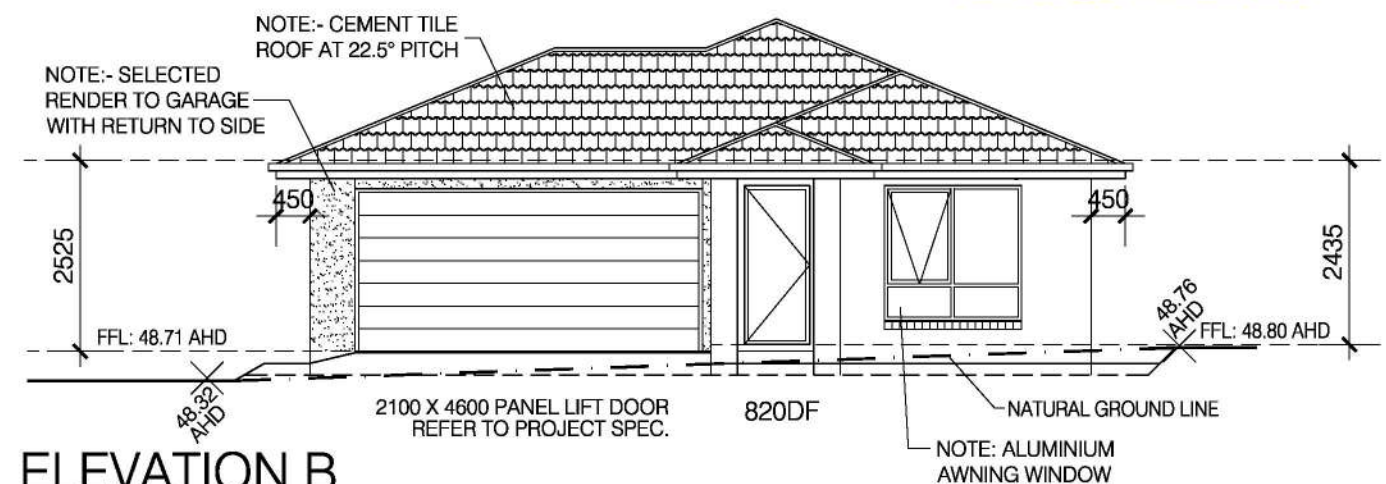 NOTE:- CEMENT TILE
ROOF AT 22.5° PITCH
NOTE:- SELECTED
RENDER TO GARAGE
WITH RETURN TO SIDE
450
450
2525
2435
48.76
AHD
FFL: 48.71 AHD
FFL: 48.80 AHD
48.32
AHD
2100 X 4600 PANEL LIFT DOOR
REFER TO PROJECT SPEC.
820DF
NATURAL GROUND LINE
NOTE: ALUMINIUM
AWNING WINDOW
ELEVATION B